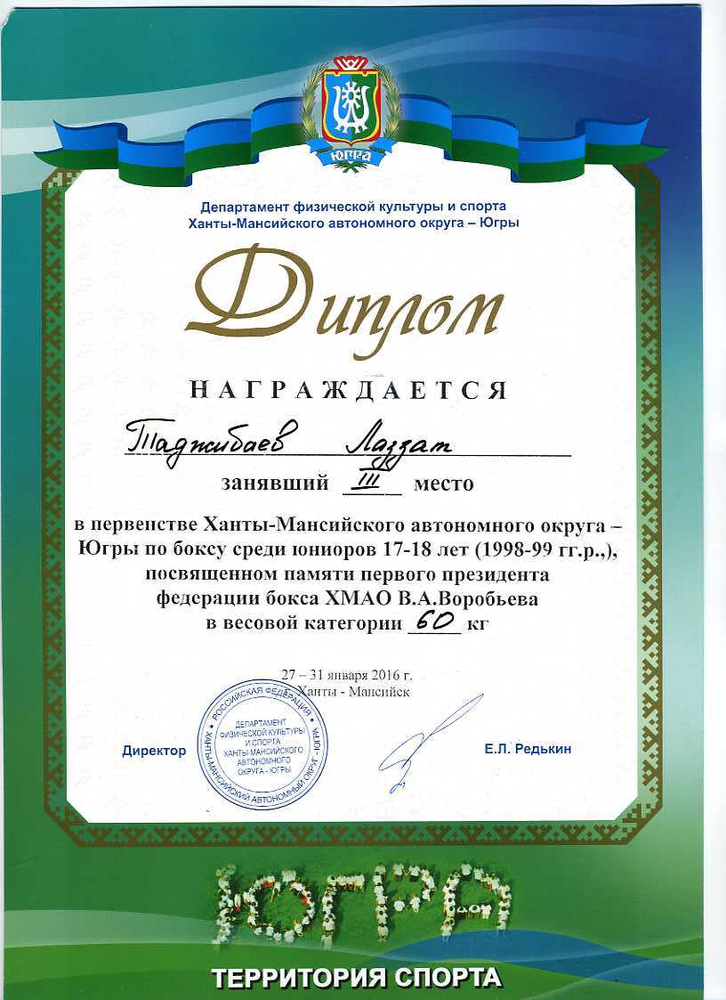 ЮГРА
Департамент физической культуры и спорта
Ханты-Мансийского автономного округа – Югры
Диплом
НАГРАЖДАЕТСЯ
Таджибаев Лаззат
занявший III место
в первенстве Ханты-Мансийского автономного округа –
Югры по боксу среди юниоров 17-18 лет (1998-99 гг.р.,),
посвященном памяти первого президента
федерации бокса ХМАО В.А.Воробьева
в весовой категории 60 кг
27 – 31 января 2016 г.
г. Ханты - Мансийск
РОССИЙСКАЯ ФЕДЕРАЦИЯ
ХАНТЫ-МАНСИЙСКИЙ АВТОНОМНЫЙ ОКРУГ - ЮГРА
ДЕПАРТАМЕНТ
ФИЗИЧЕСКОЙ КУЛЬТУРЫ
И СПОРТА
ХАНТЫ-МАНСИЙСКОГО
АВТОНОМНОГО
ОКРУГА - ЮГРЫ
Директор Е.Л. Редькин
ЮГРА
ТЕРРИТОРИЯ СПОРТА